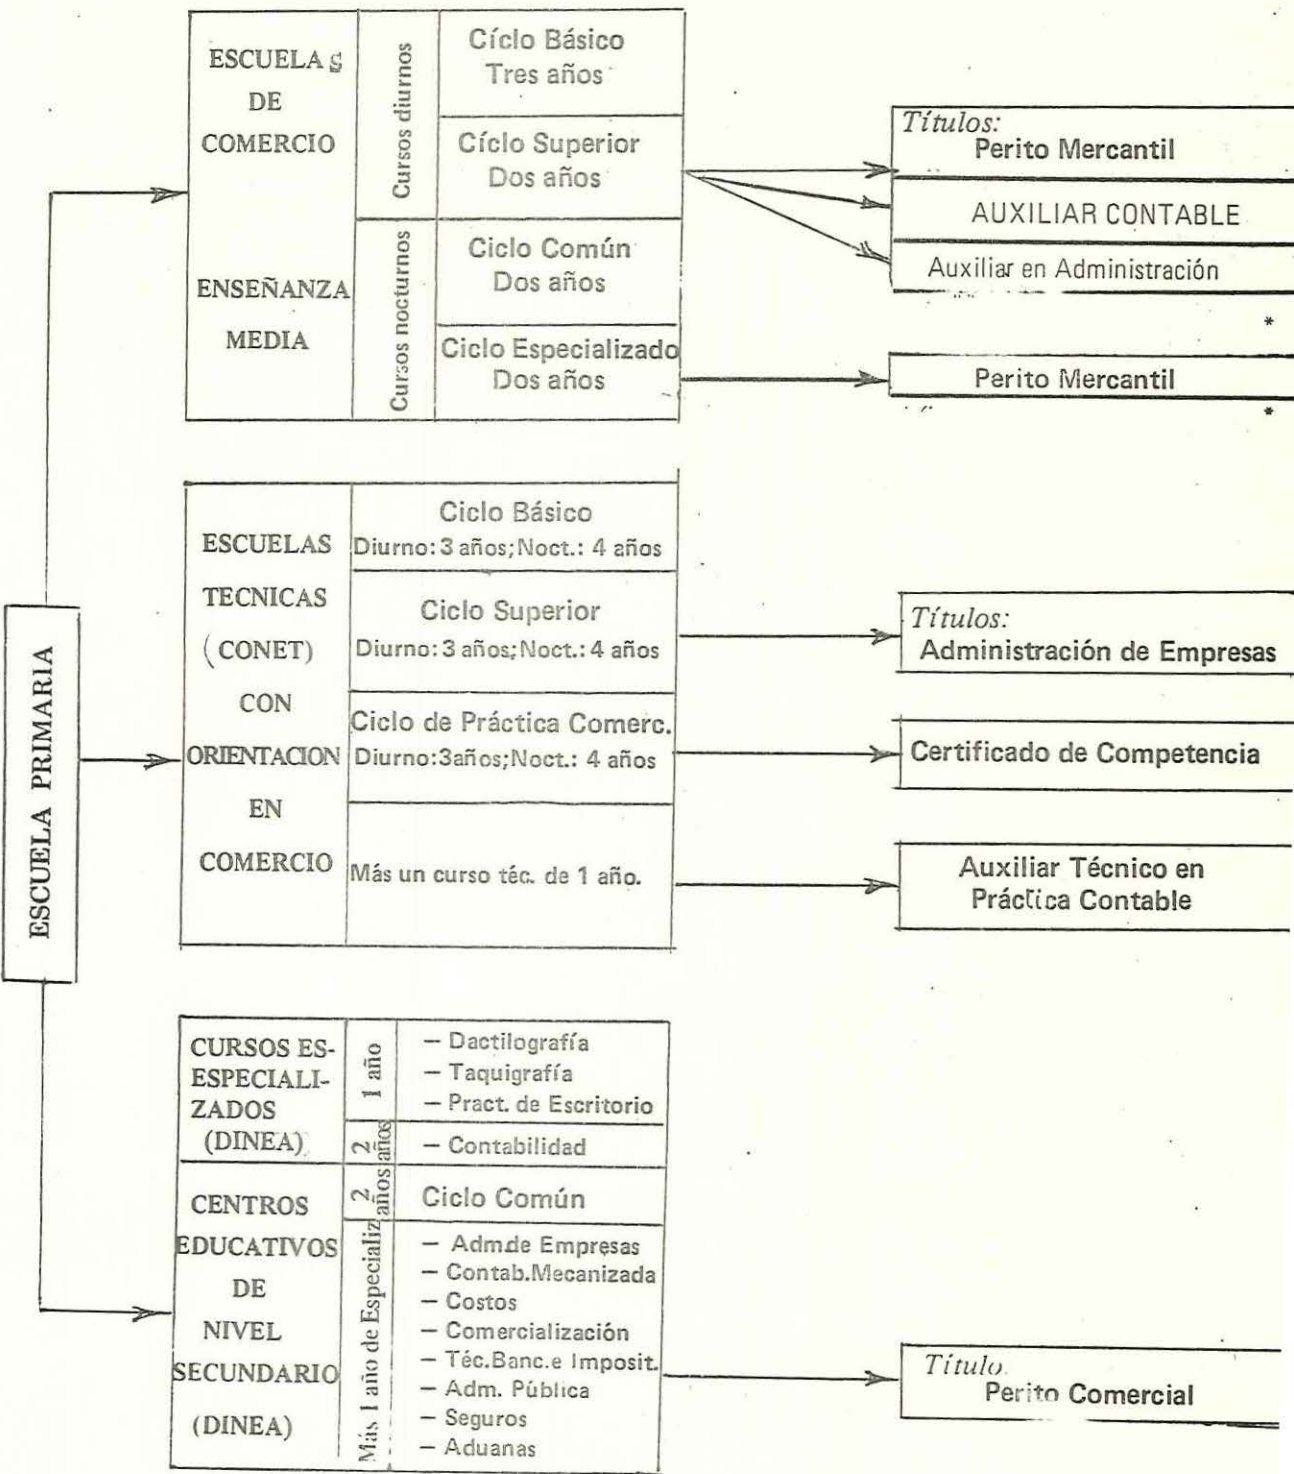 ESCUELAS
DE
COMERCIO
ENSEÑANZA
MEDIA
Cursos diurnos
Cíclo Básico
Tres años
Cíclo Superior
Dos años
Cursos nocturnos
Ciclo Común
Dos años
Ciclo Especializado
Dos años
Títulos:
Perito Mercantil
AUXILIAR CONTABLE
Auxiliar en Administración
*
Perito Mercantil
*
ESCUELA PRIMARIA
ESCUELAS
TECNICAS
(CONET)
CON
ORIENTACION
EN
COMERCIO
Ciclo Básico
Diurno: 3 años; Noct.: 4 años
Ciclo Superior
Diurno: 3 años; Noct.: 4 años
Ciclo de Práctica Comerc.
Diurno:3años; Noct.: 4 años
Más un curso téc. de 1 año.
Títulos:
Administración de Empresas
Certificado de Competencia
Auxiliar Técnico en
Práctica Contable
CURSOS ES-
ESPECIALI-
ZADOS
(DINEA)
1 año
— Dactilografía
— Taquigrafía
— Pract. de Escritorio
2
años
— Contabilidad
CENTROS
EDUCATIVOS
DE
NIVEL
SECUNDARIO
(DINEA)
2
años
Ciclo Común
Más 1 año de Especializ
— Adm.de Empresas
— Contab.Mecanizada
— Costos
— Comercialización
— Téc.Banc.e Imposit.
— Adm. Pública
— Seguros
— Aduanas
Título.
Perito Comercial